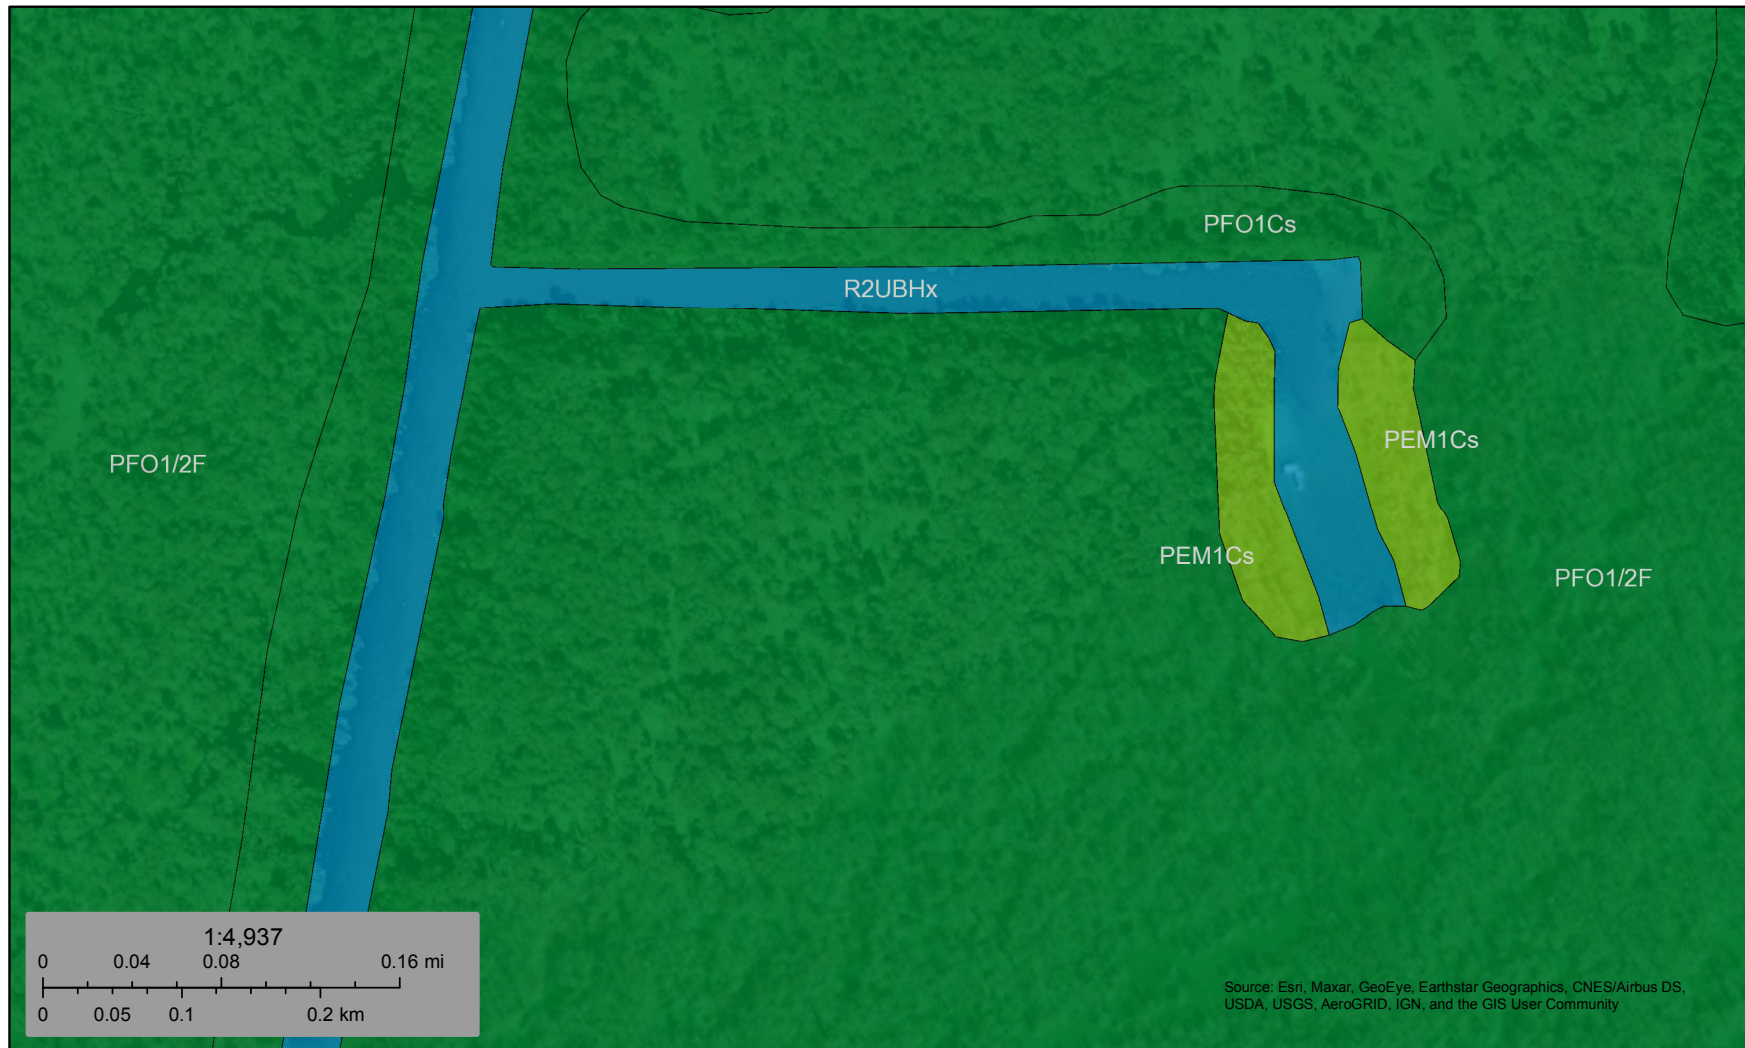 PFO1Cs
R2UBHx
PEM1Cs
PFO1/2F
PEM1Cs
PFO1/2F
1:4,937
0 0.04 0.08 0.16 mi
0 0.05 0.1 0.2 km
Source: Esri, Maxar, GeoEye, Earthstar Geographics, CNES/Airbus DS,
USDA, USGS, AeroGRID, IGN, and the GIS User Community